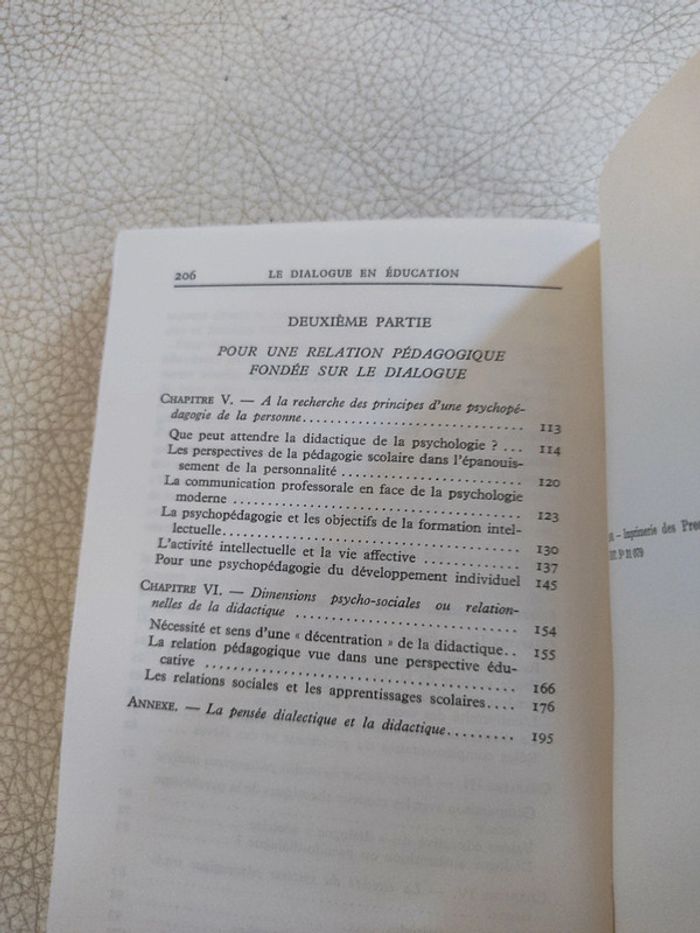 206 LE DIALOGUE EN ÉDUCATION
DEUXIÈME PARTIE
POUR UNE RELATION PÉDAGOGIQUE
FONDÉE SUR LE DIALOGUE
CHAPITRE V. — A la recherche des principes d'une psychopé-
dagogie de la personne.............................. 113
Que peut attendre la didactique de la psychologie ? ... 114
Les perspectives de la pédagogie scolaire dans l'épanouis-
sement de la personnalité ......................... 120
La communication professorale en face de la psychologie
moderne ........................................ 123
La psychopédagogie et les objectifs de la formation intel-
lectuelle.......................................... 130
L'activité intellectuelle et la vie affective ............ 137
Pour une psychopédagogie du développement individuel 145
CHAPITRE VI. — Dimensions psycho-sociales ou relation-
nelles de la didactique ............................. 154
Nécessité et sens d'une « décentration » de la didactique.. 155
La relation pédagogique vue dans une perspective édu-
cative ........................................... 166
Les relations sociales et les apprentissages scolaires.... 176
ANNEXE. — La pensée dialectique et la didactique......... 195
– Imprimerie des
N° 21 079